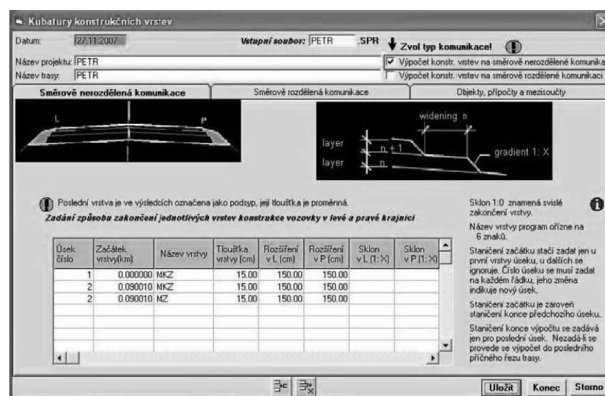 Kubatury konstrukčních vrstev
Datum: 27.11.2007 Vstupní soubor: PETR .SPR Zvol typ komunikace!
Název projektu: PETR
Výpočet konstr. vrstev na směrově nerozdělené komunika
Název trasy: PETR
Výpočet konstr. vrstev na směrově rozdělené komunikaci
Směrově nerozdělená komunikace Směrově rozdělená komunikace Objekty, přípočty a mezisoučty
L P
widening n
layer n + 1
layer n
gradient 1: X
Poslední vrstva je ve výsledcích označena jako podsyp, její tloušťka je proměnná.
Zadání způsobu zakončení jednotlivých vrstev konstrukce vozovky v levé a pravé krajnici
Úsek číslo Začátek vrstvy(km) Název vrstvy Tloušťka vrstvy (cm) Rozšíření v L (cm) Rozšíření v P (cm) Sklon v L (1: X) Sklon v P (1: X)
1 0.000000 MKZ 15.00 150.00 150.00
2 0.090010 MKZ 15.00 150.00 150.00
2 0.090010 MZ 15.00 150.00 150.00
Sklon 1:0 znamená svislé
zakončení vrstvy.
Název vrstvy program ořízne na
6 znaků.
Staničení začátku stačí zadat jen u
první vrstvy úseku, u dalších se
ignoruje. Číslo úseku se musí zadat
na každém řádku, jeho změna
indikuje nový úsek.
Staničení začátku je zároveň
staničení konce předchozího úseku.
Staničení konce výpočtu se zadává
jen pro poslední úsek. Nezadá-li se
provede se výpočet do posledního
příčného řezu trasy.
Uložit Konec Storno